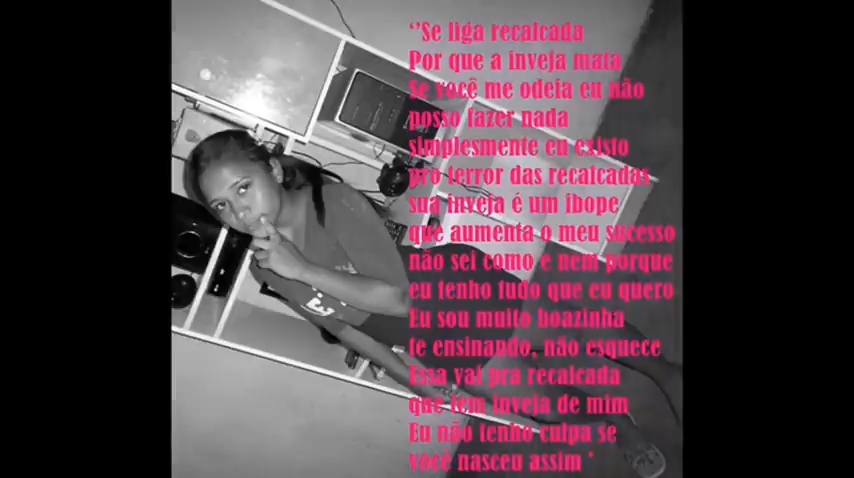 ‘’Se liga recalcada
Por que a inveja mata
Se você me odeia eu não
posso fazer nada
simplesmente eu existo
pro terror das recalcadas
sua inveja é um ibope
que aumenta o meu sucesso
não sei como e nem porque
eu tenho tudo que eu quero
Eu sou muito boazinha
te ensinando, não esquece
Essa vai pra recalcada
que tem inveja de mim
Eu não tenho culpa se
você nasceu assim '